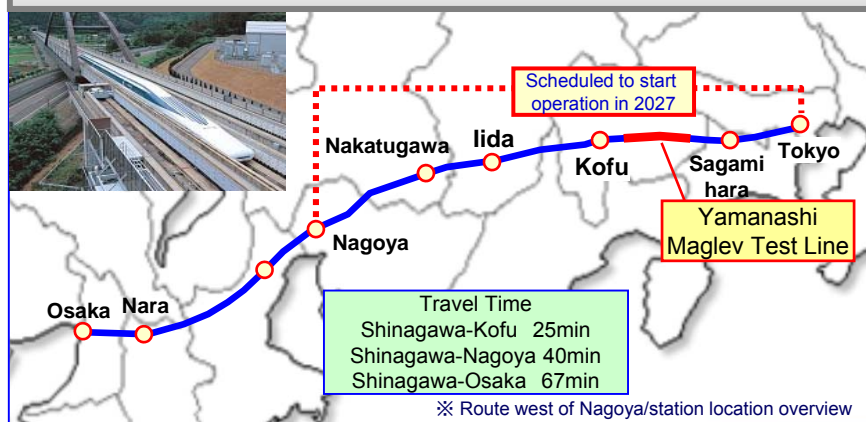 Scheduled to start
operation in 2027
Nakatugawa
Iida
Kofu
Sagami
hara
Tokyo
Yamanashi
Maglev Test Line
Nagoya
Osaka
Nara
Travel Time
Shinagawa-Kofu 25min
Shinagawa-Nagoya 40min
Shinagawa-Osaka 67min
※ Route west of Nagoya/station location overview